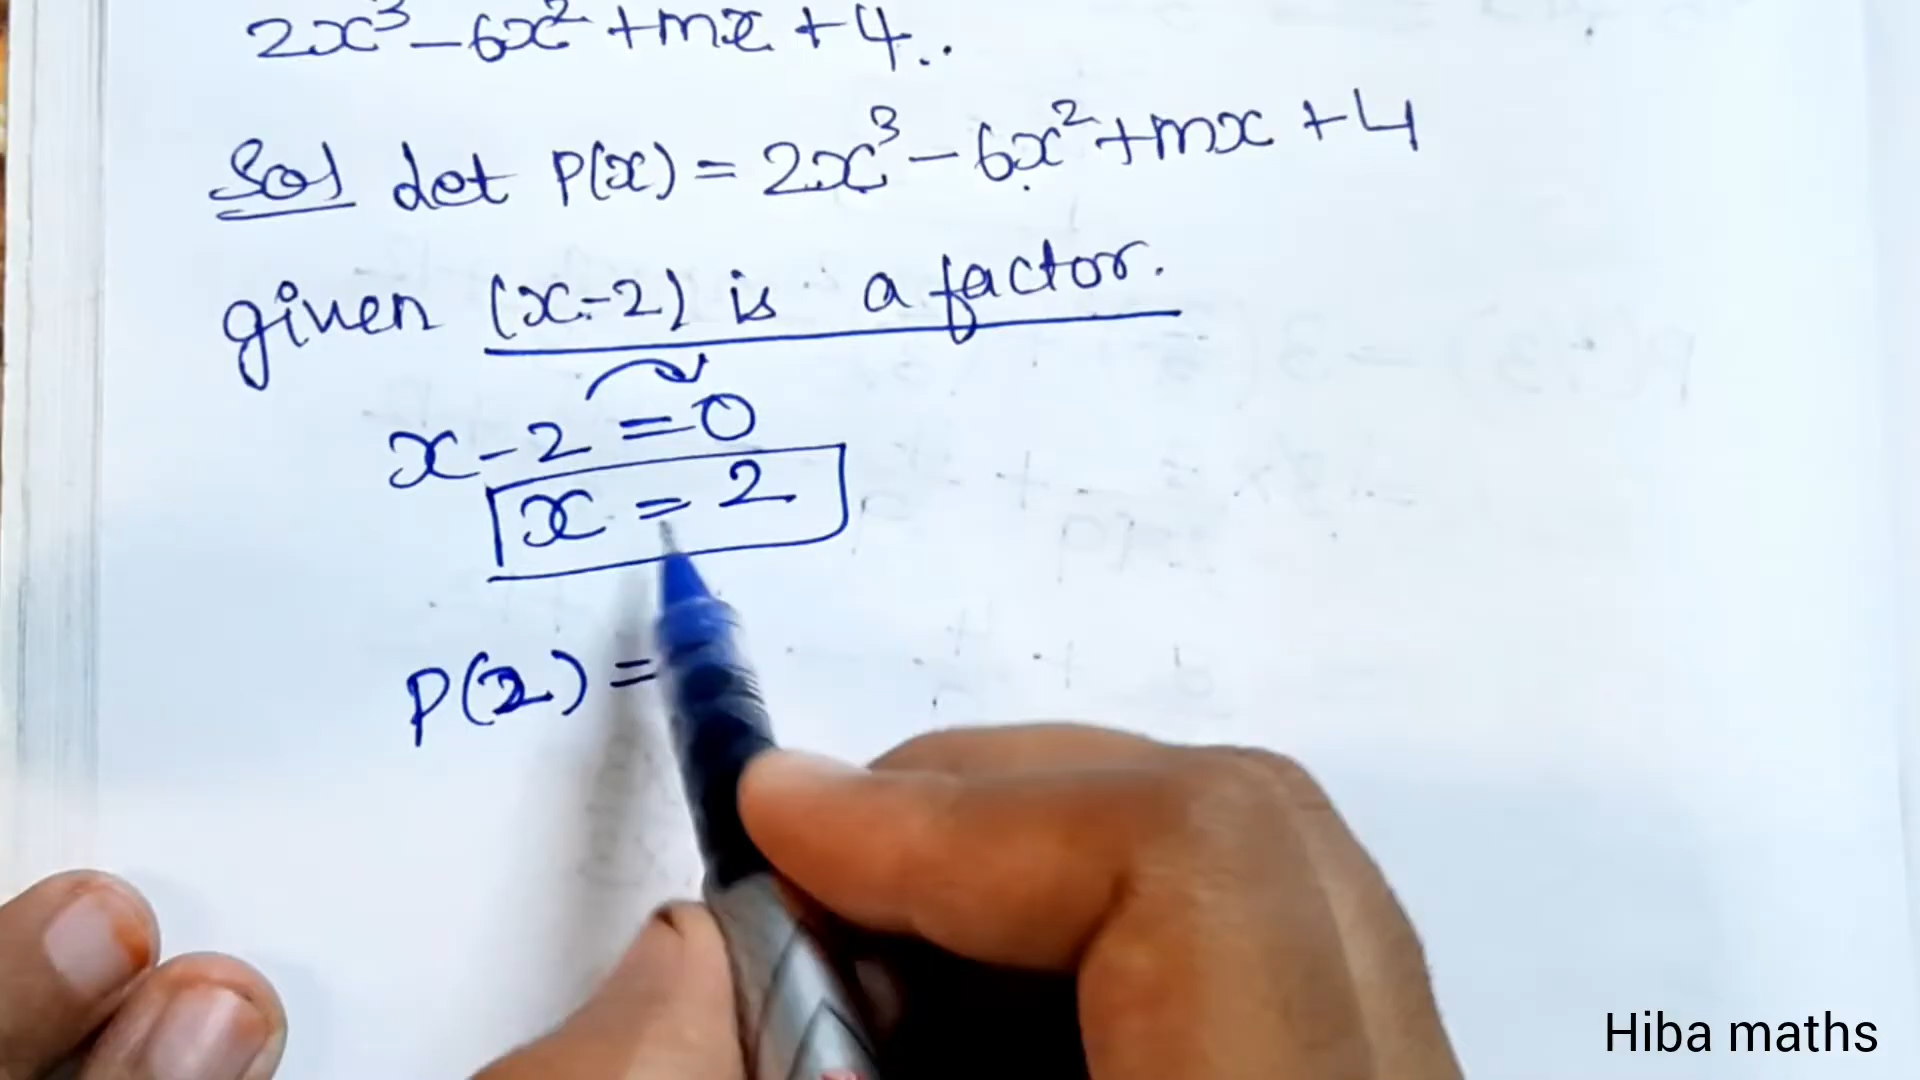 2x³-6x²+mx+4..
Sol let P(x) = 2x³-6x²+mx+4
given (x-2) is a factor.
x-2=0
x=2
P(2)=
Hiba maths